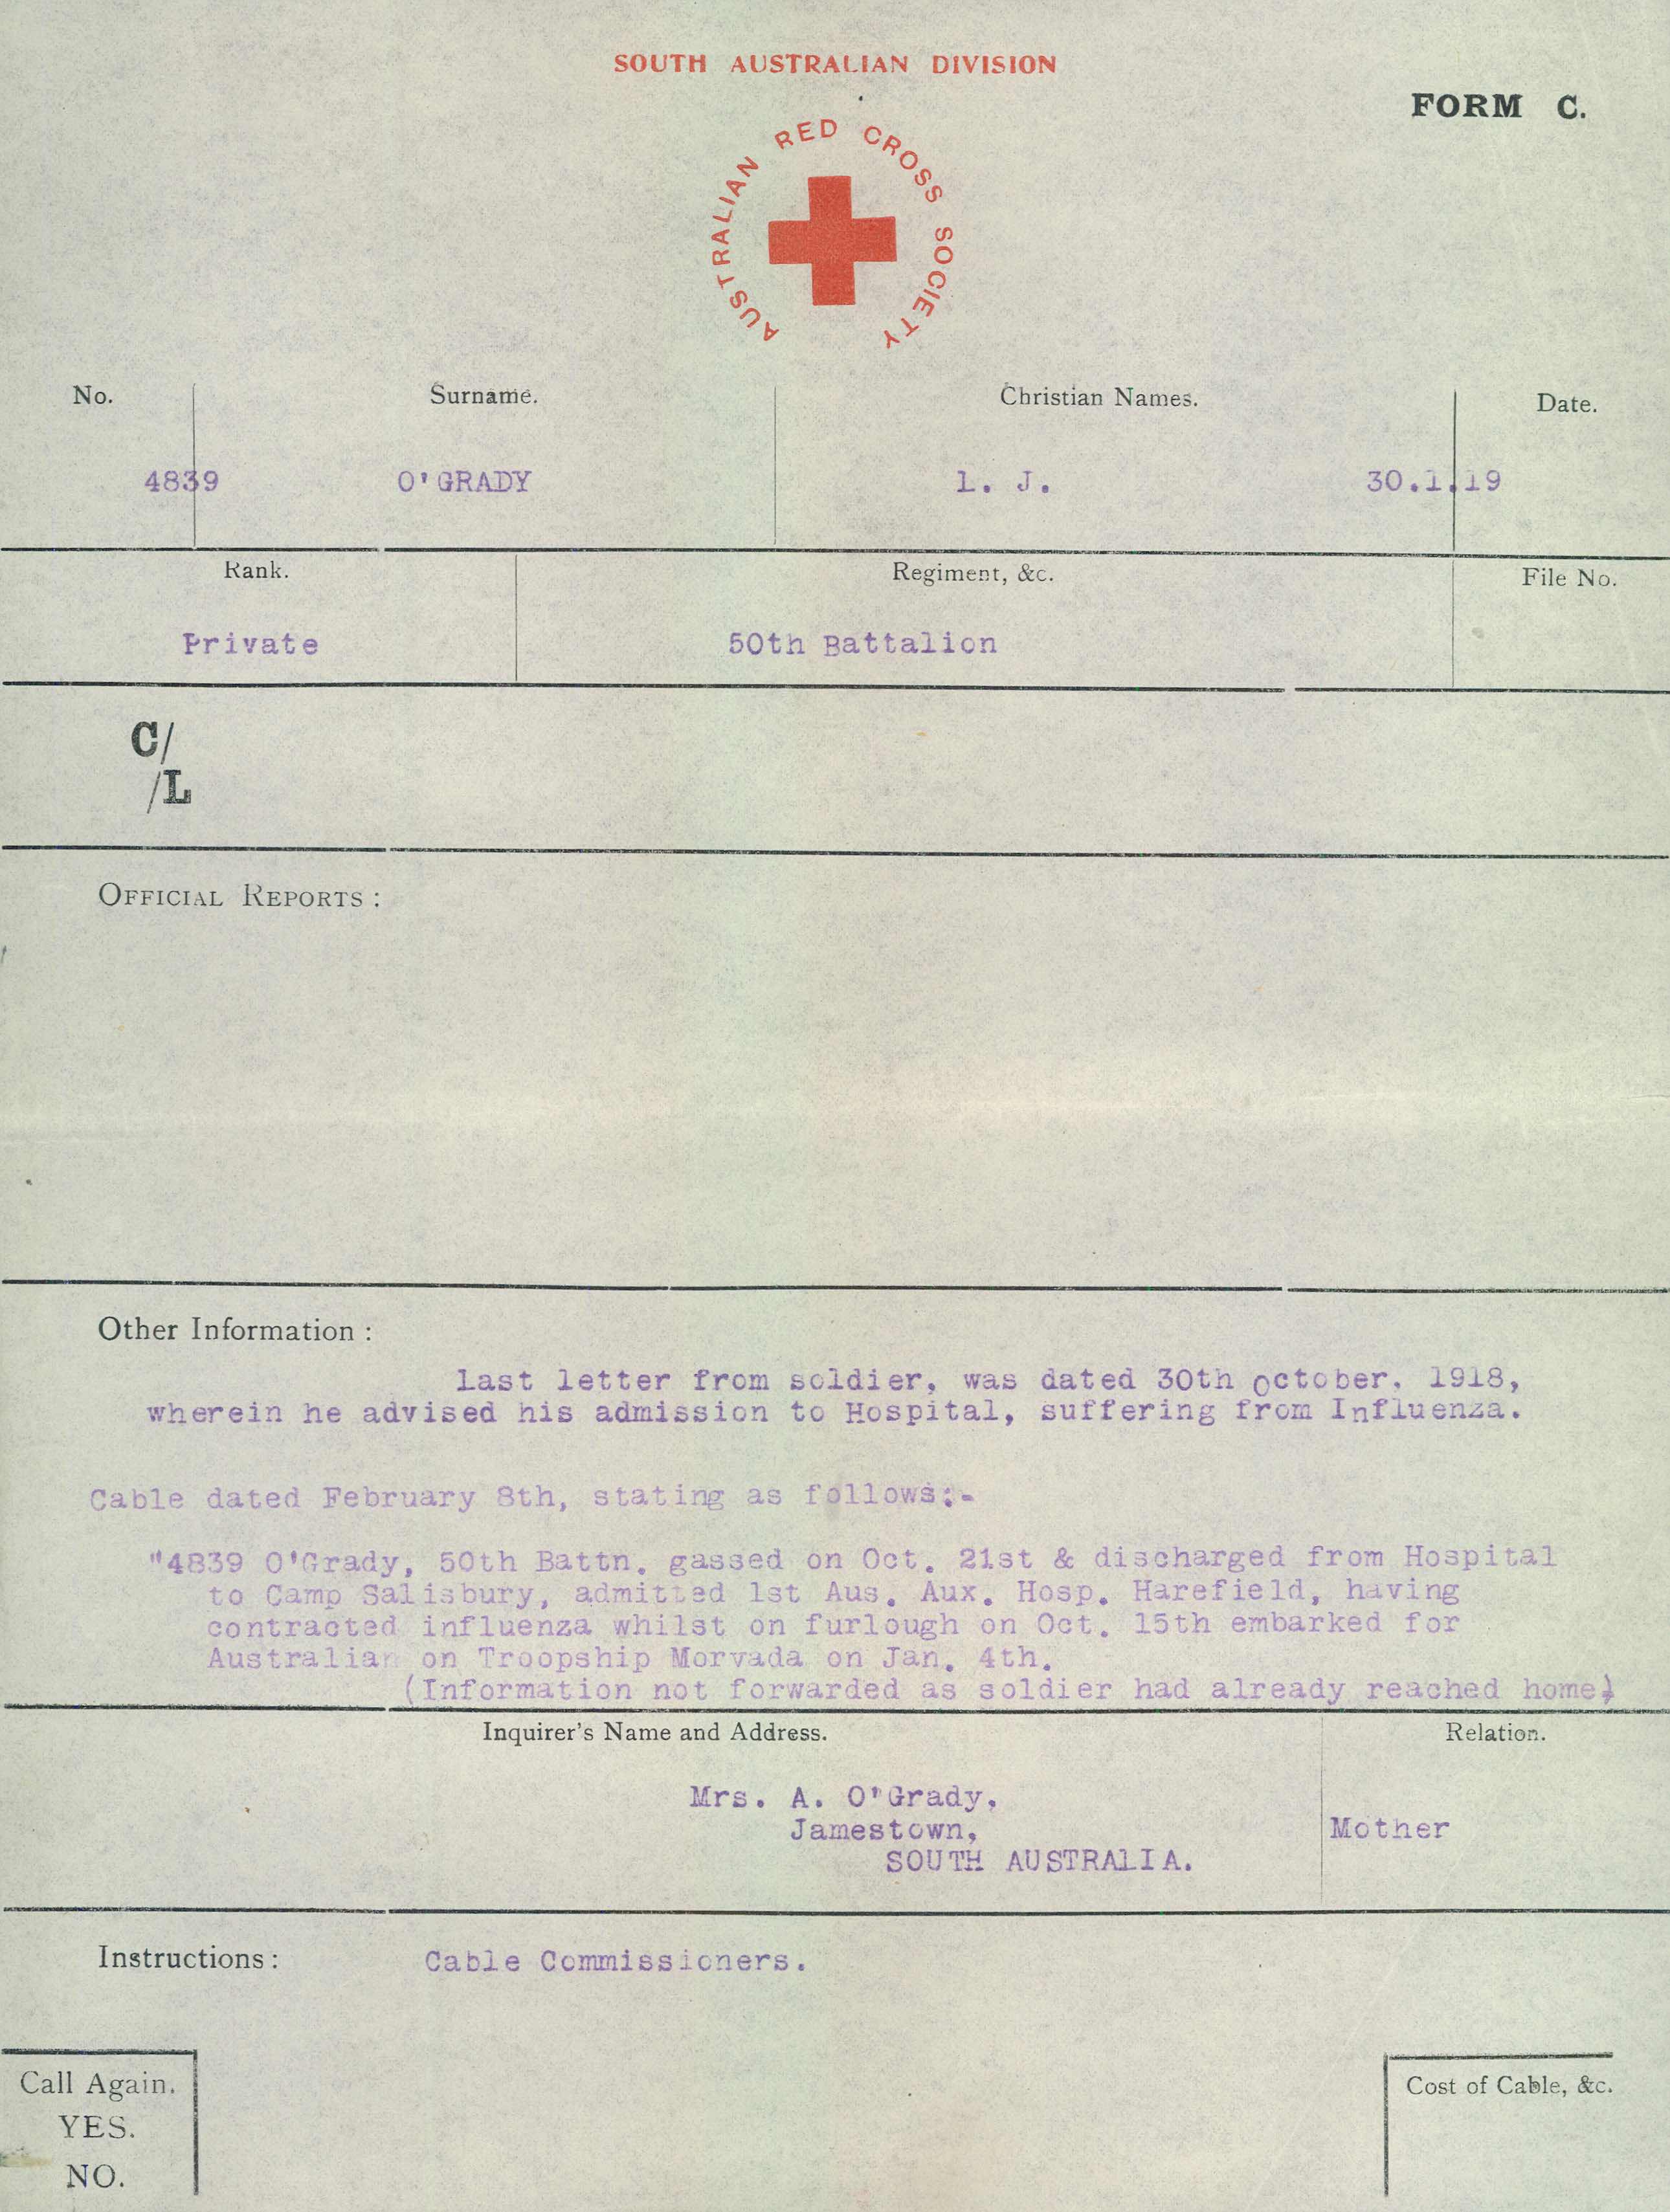 SOUTH AUSTRALIAN DIVISION
FORM C.
AUSTRALIAN RED CROSS SOCIETY
No. Surname. Christian Names. Date.
4839 O'GRADY l. J. 30.1.19
Rank. Regiment, &c. File No.
Private 50th Battalion
C/
/L
OFFICIAL REPORTS :
Other Information :
Last letter from soldier, was dated 30th october, 1918,
wherein he advised his admission to Hospital, suffering from Influenza.
Cable dated February 8th, stating as follows:-
"4839 O'Grady, 50th Battn. gassed on Oct. 21st & discharged from Hospital
to Camp Salisbury, admitted 1st Aus. Aux. Hosp. Harefield, having
contracted influenza whilst on furlough on Oct. 15th embarked for
Australian on Troopship Morvada on Jan. 4th.
(Information not forwarded as soldier had already reached home)
Inquirer's Name and Address. Relation.
Mrs. A. O'Grady,
Jamestown, Mother
SOUTH AUSTRALIA.
Instructions : Cable Commissioners.
Call Again. Cost of Cable, &c.
YES.
NO.